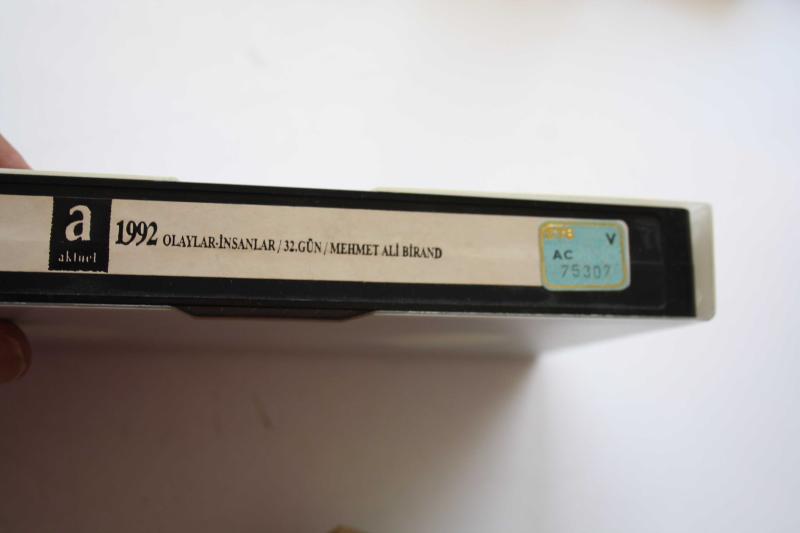 a
aktüel
1992 OLAYLAR-İNSANLAR / 32.GÜN / MEHMET ALİ BİRAND
V
AC
75307